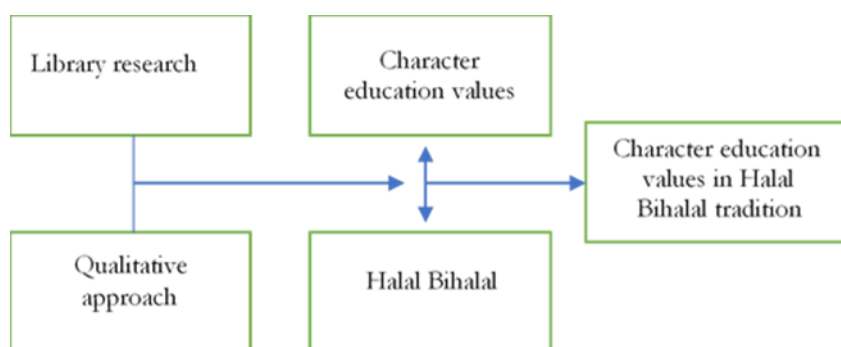 Library research
Character
education values
Character education
values in Halal
Bihalal tradition
Qualitative
approach
Halal Bihalal